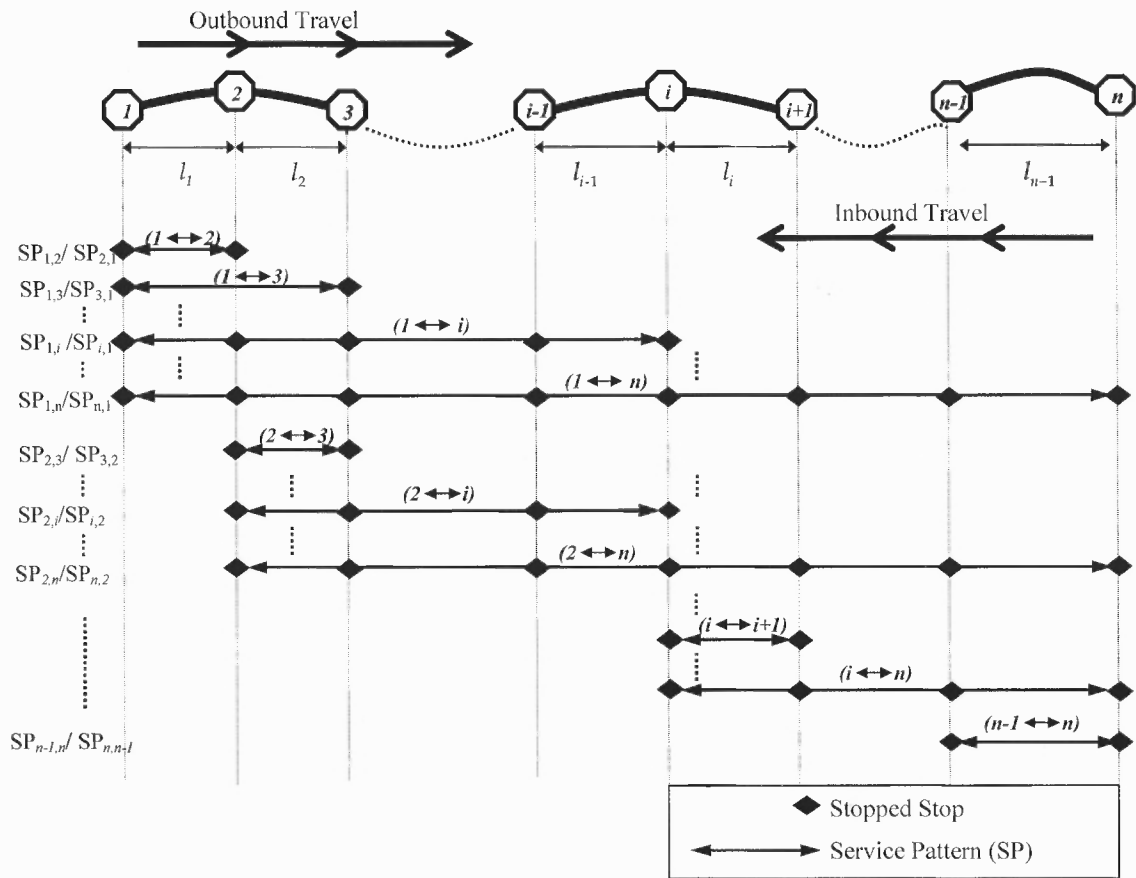 Outbound Travel
1 2 3 i-1 i i+1 n-1 n
l1 l2 li-1 li ln-1
Inbound Travel
SP1,2/ SP2,1 (1 ↔ 2)
SP1,3/SP3,1 (1 ↔ 3)
SP1,i /SPi,1 (1 ↔ i)
SP1,n/SPn,1 (1 ↔ n)
SP2,3/ SP3,2 (2 ↔ 3)
SP2,i/SPi,2 (2 ↔ i)
SP2,n/SPn,2 (2 ↔ n)
(i ↔ i+1)
(i ↔ n)
SPn-1,n/ SPn,n-1 (n-1 ↔ n)
Stopped Stop
Service Pattern (SP)